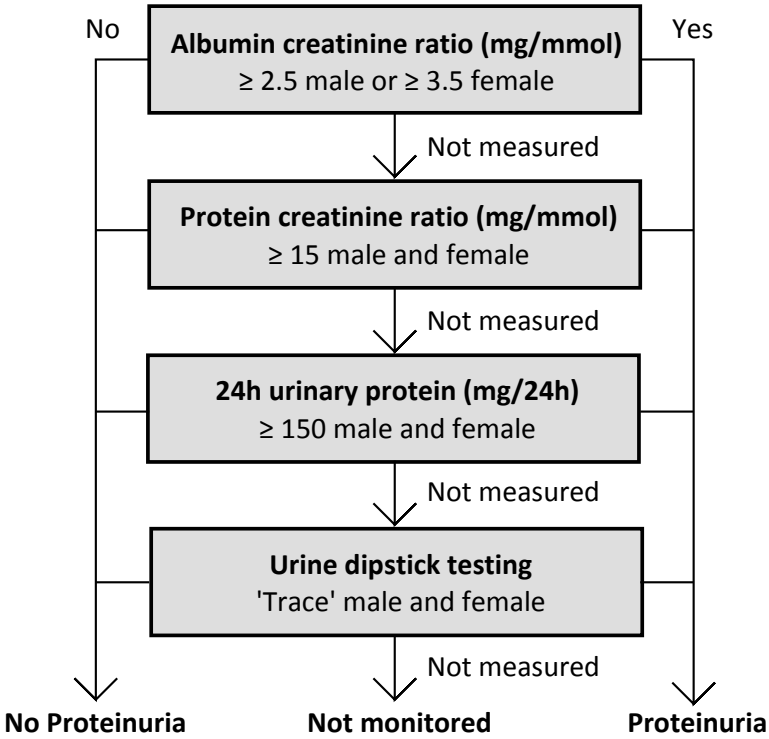 No
Yes
Albumin creatinine ratio (mg/mmol)
≥ 2.5 male or ≥ 3.5 female
Not measured
Protein creatinine ratio (mg/mmol)
≥ 15 male and female
Not measured
24h urinary protein (mg/24h)
≥ 150 male and female
Not measured
Urine dipstick testing
'Trace' male and female
Not measured
No Proteinuria
Not monitored
Proteinuria